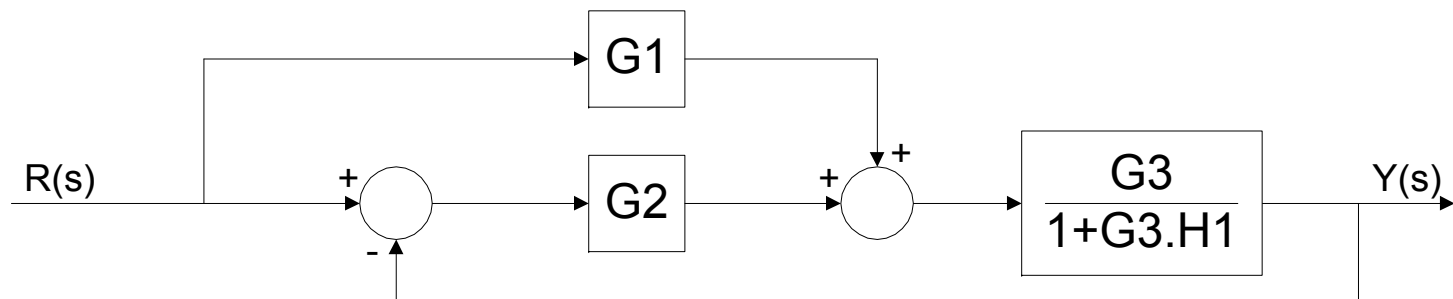 G1
R(s)
+
-
G2
+
+
G3
1+G3.H1
Y(s)